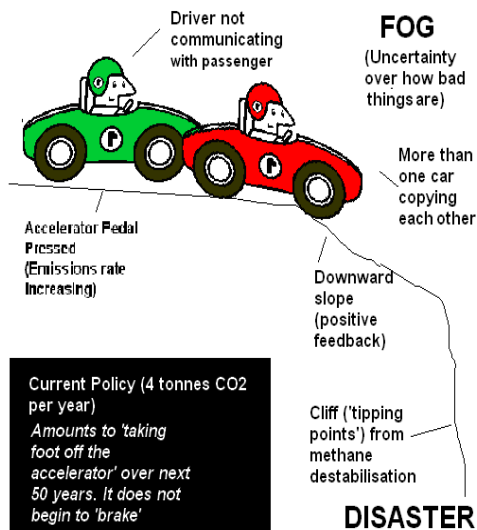 Driver not
communicating
with passenger
FOG
(Uncertainty
over how bad
things are)
More than
one car
copying
each other
Accelerator Pedal
Pressed
(Emissions rate
Increasing)
Downward
slope
(positive
feedback)
Current Policy (4 tonnes CO2
per year)
Amounts to 'taking
foot off the
accelerator' over next
50 years. It does not
begin to 'brake'
Cliff ('tipping
points') from
methane
destabilisation
DISASTER